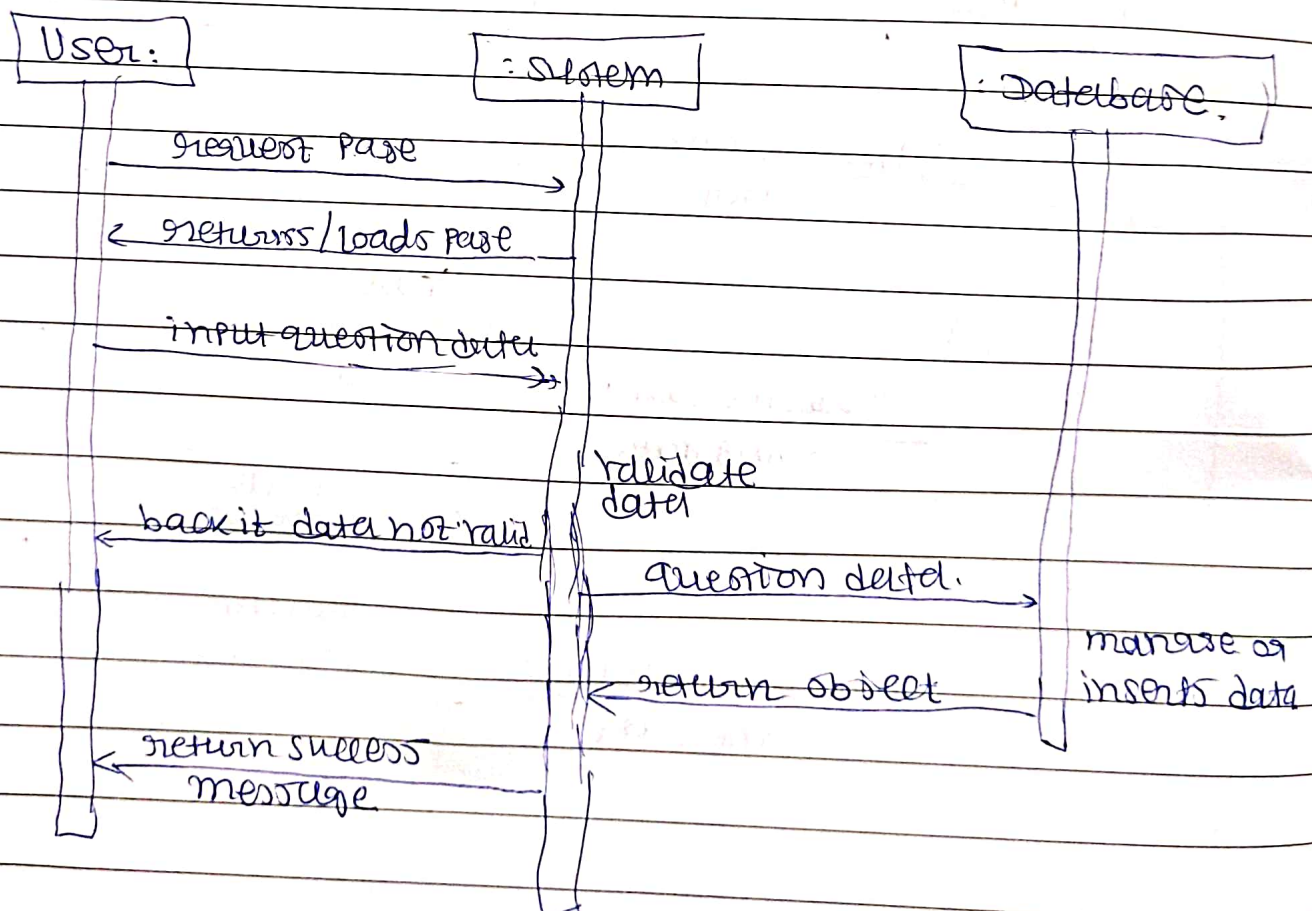 User:
: System
: Database.
request page
returns/loads page
input question data
validate
data
back if data not valid
question data.
manage or
inserts data
return object
return success
message